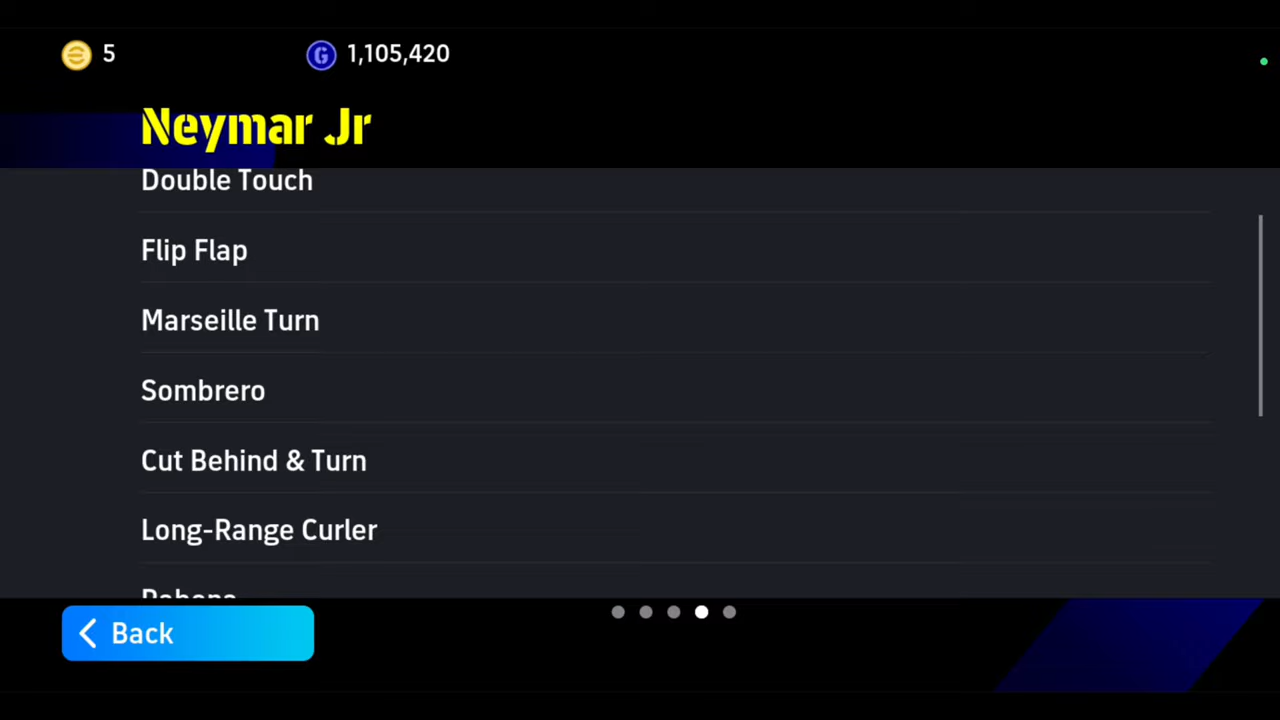 5
1,105,420
Neymar Jr
Double Touch
Flip Flap
Marseille Turn
Sombrero
Cut Behind & Turn
Long-Range Curler
Back